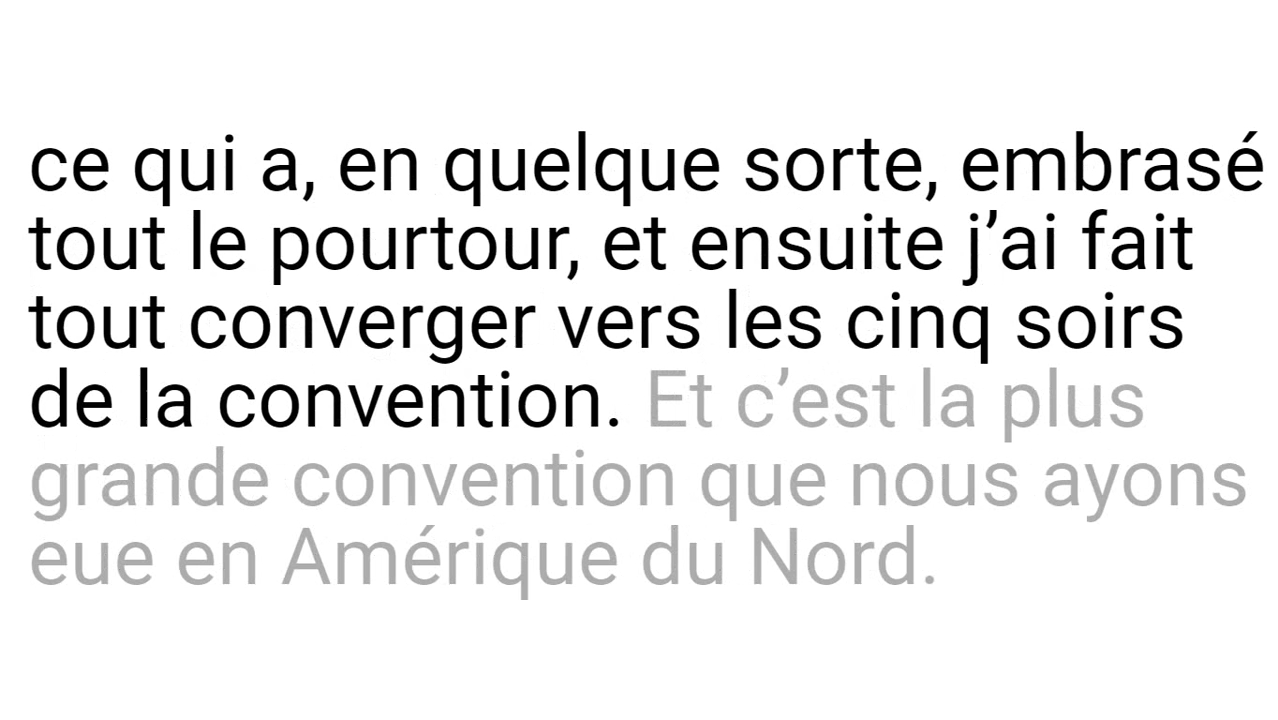 ce qui a, en quelque sorte, embrasé
tout le pourtour, et ensuite j’ai fait
tout converger vers les cinq soirs
de la convention. Et c’est la plus
grande convention que nous ayons
eue en Amérique du Nord.